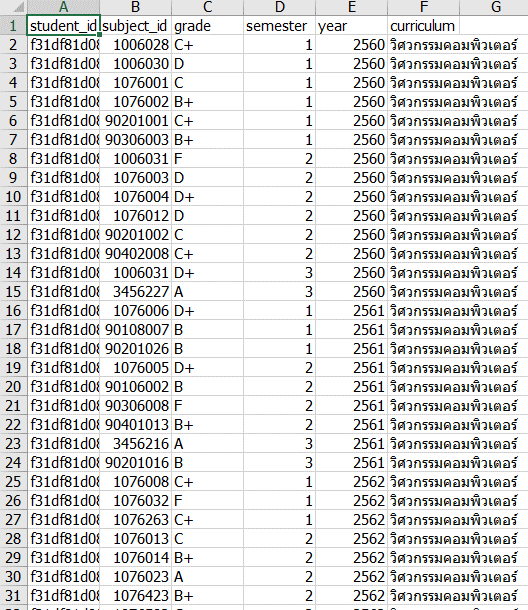 A B C D E F G
1 student_id subject_id grade semester year curriculum
2 f31df81d08 1006028 C+ 1 2560 วิศวกรรมคอมพิวเตอร์
3 f31df81d08 1006030 D 1 2560 วิศวกรรมคอมพิวเตอร์
4 f31df81d08 1076001 C 1 2560 วิศวกรรมคอมพิวเตอร์
5 f31df81d08 1076002 B+ 1 2560 วิศวกรรมคอมพิวเตอร์
6 f31df81d08 90201001 C+ 1 2560 วิศวกรรมคอมพิวเตอร์
7 f31df81d08 90306003 B+ 1 2560 วิศวกรรมคอมพิวเตอร์
8 f31df81d08 1006031 F 2 2560 วิศวกรรมคอมพิวเตอร์
9 f31df81d08 1076003 D 2 2560 วิศวกรรมคอมพิวเตอร์
10 f31df81d08 1076004 D+ 2 2560 วิศวกรรมคอมพิวเตอร์
11 f31df81d08 1076012 D 2 2560 วิศวกรรมคอมพิวเตอร์
12 f31df81d08 90201002 C 2 2560 วิศวกรรมคอมพิวเตอร์
13 f31df81d08 90402008 C+ 2 2560 วิศวกรรมคอมพิวเตอร์
14 f31df81d08 1006031 D+ 3 2560 วิศวกรรมคอมพิวเตอร์
15 f31df81d08 3456227 A 3 2560 วิศวกรรมคอมพิวเตอร์
16 f31df81d08 1076006 D+ 1 2561 วิศวกรรมคอมพิวเตอร์
17 f31df81d08 90108007 B 1 2561 วิศวกรรมคอมพิวเตอร์
18 f31df81d08 90201026 B 1 2561 วิศวกรรมคอมพิวเตอร์
19 f31df81d08 1076005 D+ 2 2561 วิศวกรรมคอมพิวเตอร์
20 f31df81d08 90106002 B 2 2561 วิศวกรรมคอมพิวเตอร์
21 f31df81d08 90306008 F 2 2561 วิศวกรรมคอมพิวเตอร์
22 f31df81d08 90401013 B+ 2 2561 วิศวกรรมคอมพิวเตอร์
23 f31df81d08 3456216 A 3 2561 วิศวกรรมคอมพิวเตอร์
24 f31df81d08 90201016 B 3 2561 วิศวกรรมคอมพิวเตอร์
25 f31df81d08 1076008 C+ 1 2562 วิศวกรรมคอมพิวเตอร์
26 f31df81d08 1076032 F 1 2562 วิศวกรรมคอมพิวเตอร์
27 f31df81d08 1076263 C+ 1 2562 วิศวกรรมคอมพิวเตอร์
28 f31df81d08 1076013 C 2 2562 วิศวกรรมคอมพิวเตอร์
29 f31df81d08 1076014 B+ 2 2562 วิศวกรรมคอมพิวเตอร์
30 f31df81d08 1076023 A 2 2562 วิศวกรรมคอมพิวเตอร์
31 f31df81d08 1076423 B+ 2 2562 วิศวกรรมคอมพิวเตอร์